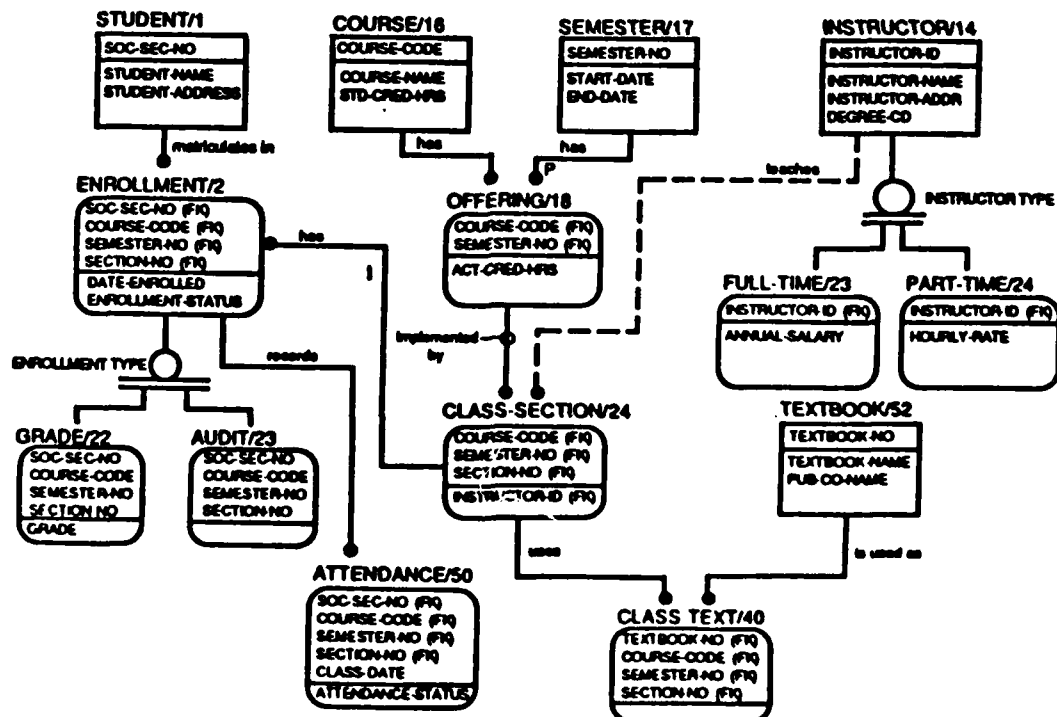 STUDENT/1
SOC-SEC-NO
STUDENT-NAME
STUDENT-ADDRESS
COURSE/16
COURSE-CODE
COURSE-NAME
STD-CRED-HRS
SEMESTER/17
SEMESTER-NO
START-DATE
END-DATE
INSTRUCTOR/14
INSTRUCTOR-ID
INSTRUCTOR-NAME
INSTRUCTOR-ADDR
DEGREE-CD
matriculates in
has
has
P
teaches
ENROLLMENT/2
SOC-SEC-NO (FK)
COURSE-CODE (FK)
SEMESTER-NO (FK)
SECTION-NO (FK)
DATE-ENROLLED
ENROLLMENT-STATUS
has
OFFERING/18
COURSE-CODE (FK)
SEMESTER-NO (FK)
ACT-CRED-HRS
INSTRUCTOR TYPE
FULL-TIME/23
INSTRUCTOR-ID (FK)
ANNUAL-SALARY
PART-TIME/24
INSTRUCTOR-ID (FK)
HOURLY-RATE
implemented
by
records
ENROLLMENT TYPE
CLASS-SECTION/24
COURSE-CODE (FK)
SEMESTER-NO (FK)
SECTION-NO (FK)
INSTRUCTOR-ID (FK)
TEXTBOOK/52
TEXTBOOK-NO
TEXTBOOK-NAME
PUB-CO-NAME
GRADE/22
SOC-SEC-NO
COURSE-CODE
SEMESTER-NO
SECTION NO
GRADE
AUDIT/23
SOC-SEC-NO
COURSE-CODE
SEMESTER-NO
SECTION-NO
uses
is used as
ATTENDANCE/50
SOC-SEC-NO (FK)
COURSE-CODE (FK)
SEMESTER-NO (FK)
SECTION-NO (FK)
CLASS-DATE
ATTENDANCE-STATUS
CLASS TEXT/40
TEXTBOOK-NO (FK)
COURSE-CODE (FK)
SEMESTER-NO (FK)
SECTION-NO (FK)